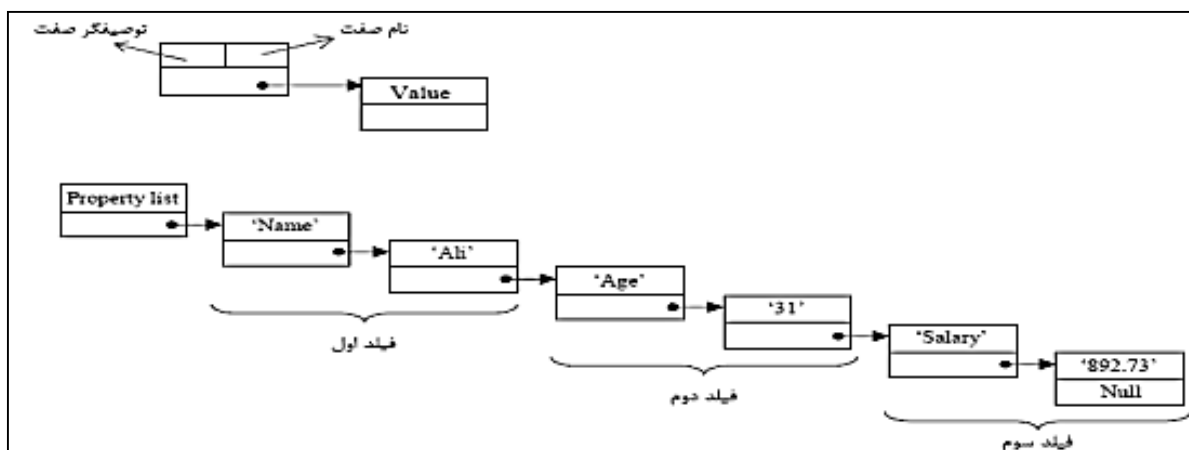 توصیفگر صفت
نام صفت
Value
Property list
‘Name’
‘Ali’
‘Age’
‘31’
‘Salary’
‘892.73’
Null
فیلد اول
فیلد دوم
فیلد سوم